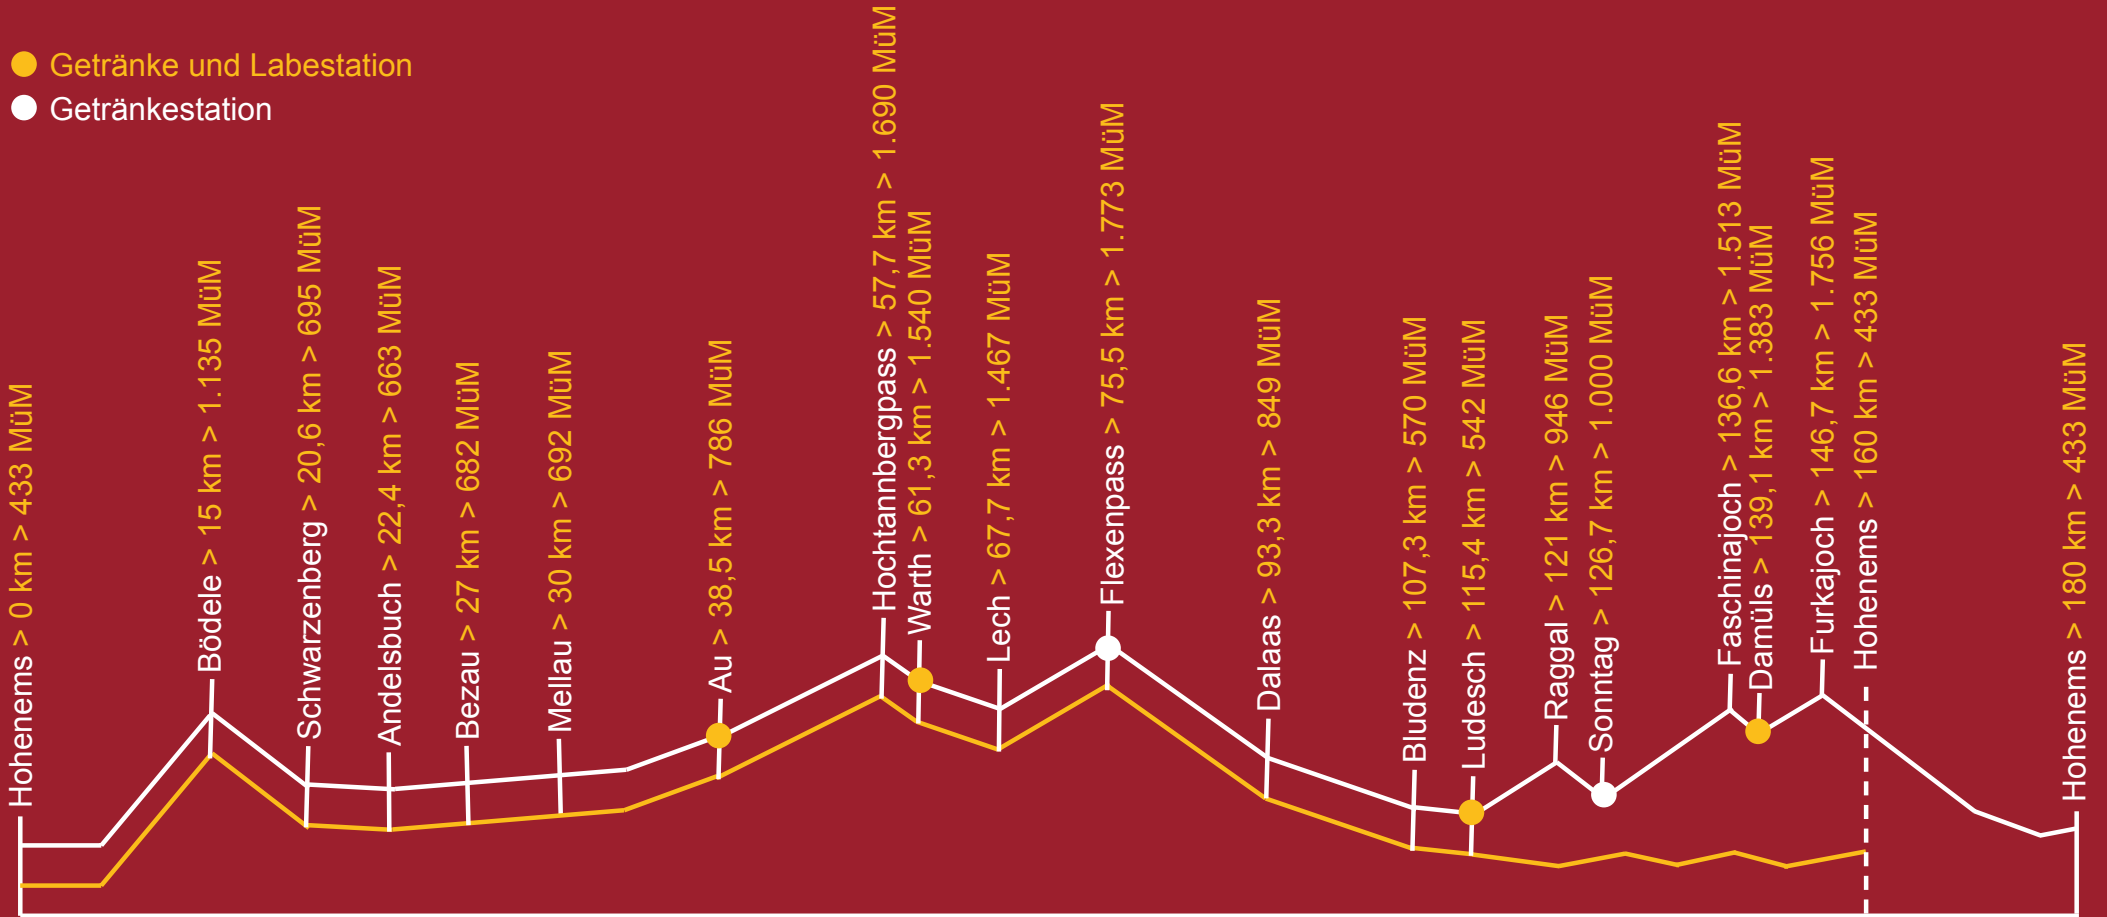 Getränke und Labestation
Getränkestation
Hohenems > 0 km > 433 MüM
Bödele > 15 km > 1.135 MüM
Schwarzenberg > 20,6 km > 695 MüM
Andelsbuch > 22,4 km > 663 MüM
Bezau > 27 km > 682 MüM
Mellau > 30 km > 692 MüM
Au > 38,5 km > 786 MüM
Hochtannbergpass > 57,7 km > 1.690 MüM
Warth > 61,3 km > 1.540 MüM
Lech > 67,7 km > 1.467 MüM
Flexenpass > 75,5 km > 1.773 MüM
Dalaas > 93,3 km > 849 MüM
Bludenz > 107,3 km > 570 MüM
Ludesch > 115,4 km > 542 MüM
Raggal > 121 km > 946 MüM
Sonntag > 126,7 km > 1.000 MüM
Faschinajoch > 136,6 km > 1.513 MüM
Damüls > 139,1 km > 1.383 MüM
Furkajoch > 146,7 km > 1.756 MüM
Hohenems > 160 km > 433 MüM
Hohenems > 180 km > 433 MüM